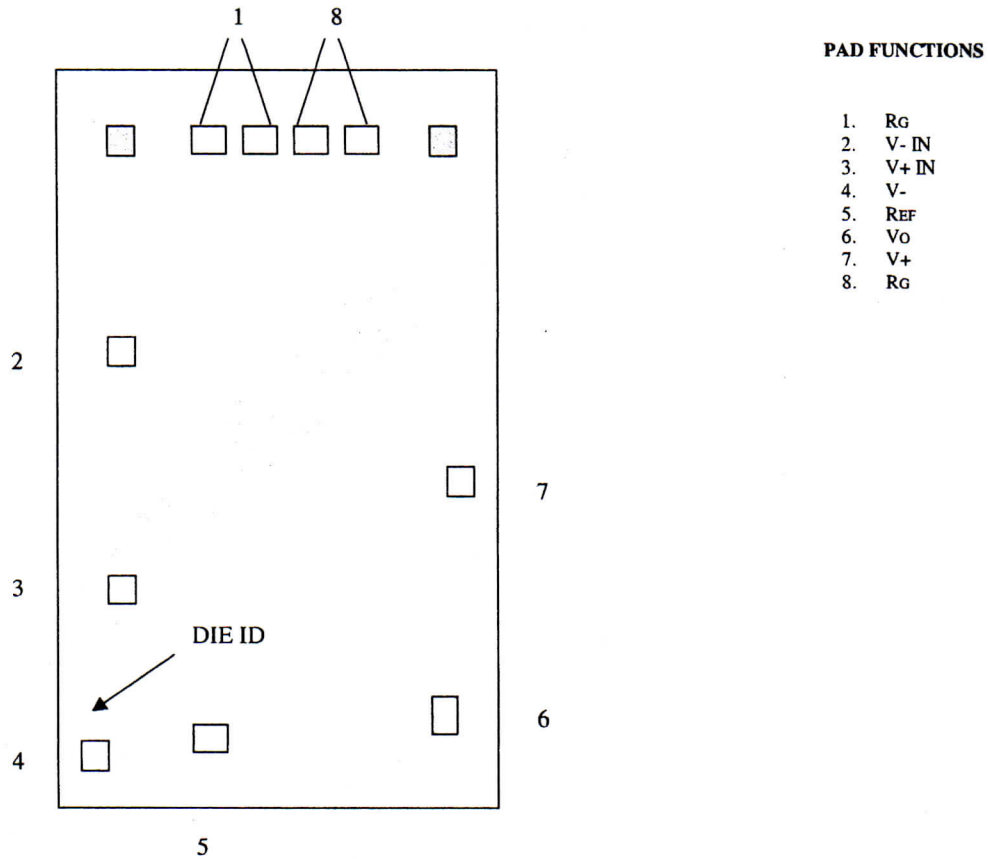 1 8
PAD FUNCTIONS
1. RG
2. V- IN
3. V+ IN
4. V-
5. REF
6. VO
7. V+
8. RG
2
7
3
DIE ID
6
4
5